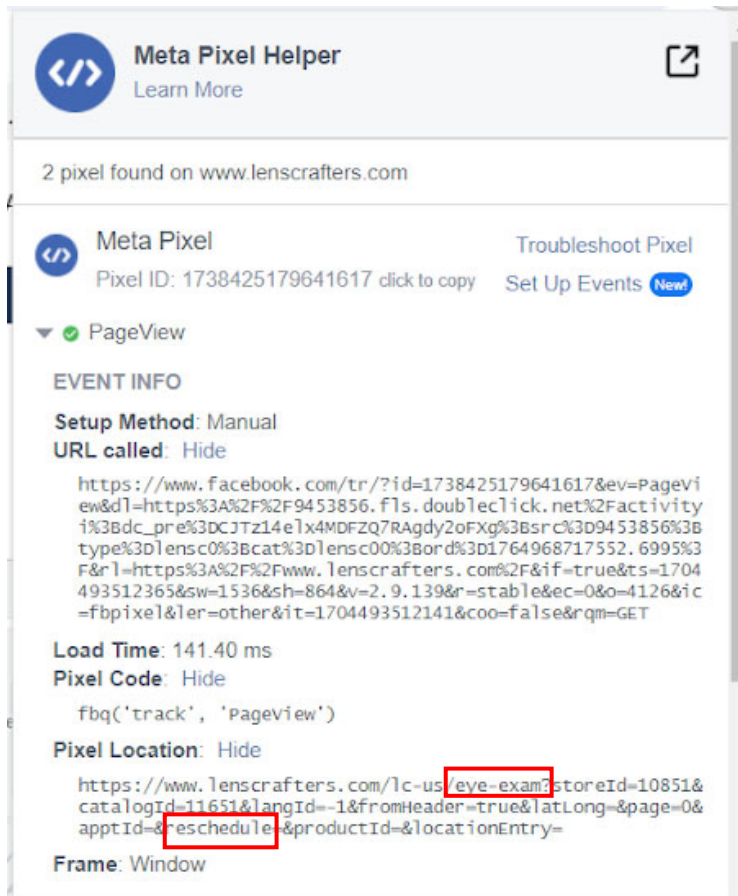 Meta Pixel Helper
Learn More
2 pixel found on www.lenscrafters.com
Meta Pixel
Troubleshoot Pixel
Pixel ID: 1738425179641617 click to copy
Set Up Events New!
PageView
EVENT INFO
Setup Method: Manual
URL called: Hide
https://www.facebook.com/tr/?id=1738425179641617&ev=PageVi
ew&dl=https%3A%2F%2F9453856.fls.doubleclick.net%2Factivity
i%3Bdc_pre%3DCJTz14elx4MDFZQ7RAgdy2oFXg%3Bsrc%3D9453856%3B
type%3Dlensc0%3Bcat%3Dlensc00%3Bord%3D1764968717552.6995%3
F&rl=https%3A%2F%2Fwww.lenscrafters.com%2F&if=true&ts=1704
493512365&sw=1536&sh=864&v=2.9.139&r=stable&ec=0&o=4126&ic
=fbpixel&ler=other&it=1704493512141&coo=false&rqm=GET
Load Time: 141.40 ms
Pixel Code: Hide
fbq('track', 'PageView')
Pixel Location: Hide
https://www.lenscrafters.com/lc-us/eye-exam?storeId=10851&
catalogId=11651&langId=-1&fromHeader=true&latLong=&page=0&
apptId=&reschedule=&productId=&locationEntry=
Frame: Window